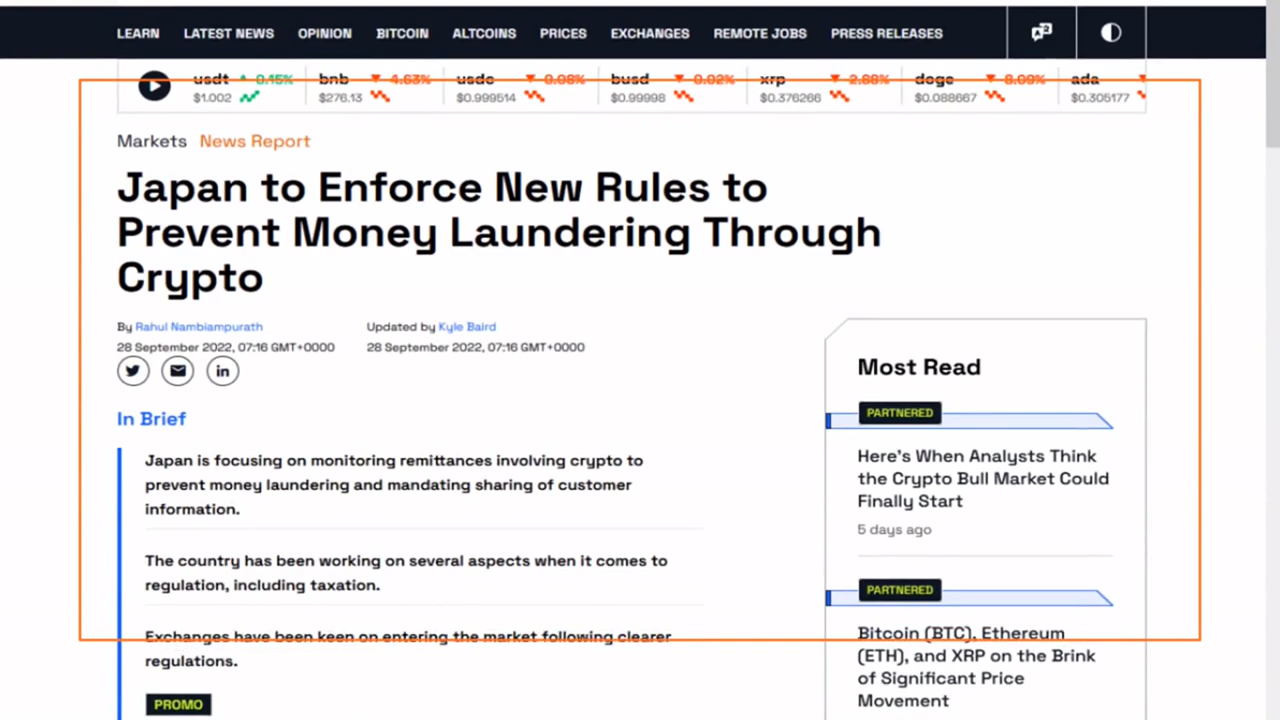 LEARN LATEST NEWS OPINION BITCOIN ALTCOINS PRICES EXCHANGES REMOTE JOBS PRESS RELEASES
usdt 0.15% bnb 4.63% usdc 0.08% busd 0.02% xrp 2.88% doge 8.09% ada
$1.002 $276.13 $0.999514 $0.99998 $0.376266 $0.088667 $0.305177
Markets News Report
Japan to Enforce New Rules to
Prevent Money Laundering Through
Crypto
By Rahul Nambiampurath Updated by Kyle Baird
28 September 2022, 07:16 GMT+0000 28 September 2022, 07:16 GMT+0000
In Brief
Japan is focusing on monitoring remittances involving crypto to
prevent money laundering and mandating sharing of customer
information.
The country has been working on several aspects when it comes to
regulation, including taxation.
Exchanges have been keen on entering the market following clearer
regulations.
PROMO
Most Read
PARTNERED
Here's When Analysts Think
the Crypto Bull Market Could
Finally Start
5 days ago
PARTNERED
Bitcoin (BTC), Ethereum
(ETH), and XRP on the Brink
of Significant Price
Movement